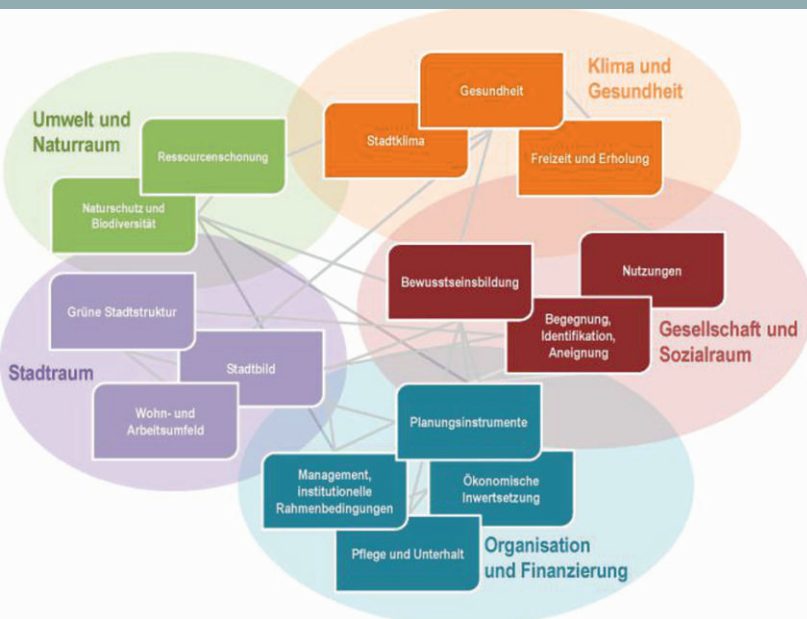 Umwelt und
Naturraum
Ressourcenschonung
Naturschutz und
Biodiversität
Klima und
Gesundheit
Gesundheit
Stadtklima
Freizeit und Erholung
Bewusstseinsbildung
Nutzungen
Begegnung,
Identifikation,
Aneignung
Gesellschaft und
Sozialraum
Stadtraum
Grüne Stadtstruktur
Stadtbild
Wohn- und
Arbeitsumfeld
Planungsinstrumente
Management,
institutionelle
Rahmenbedingungen
Ökonomische
Inwertsetzung
Pflege und Unterhalt
Organisation
und Finanzierung